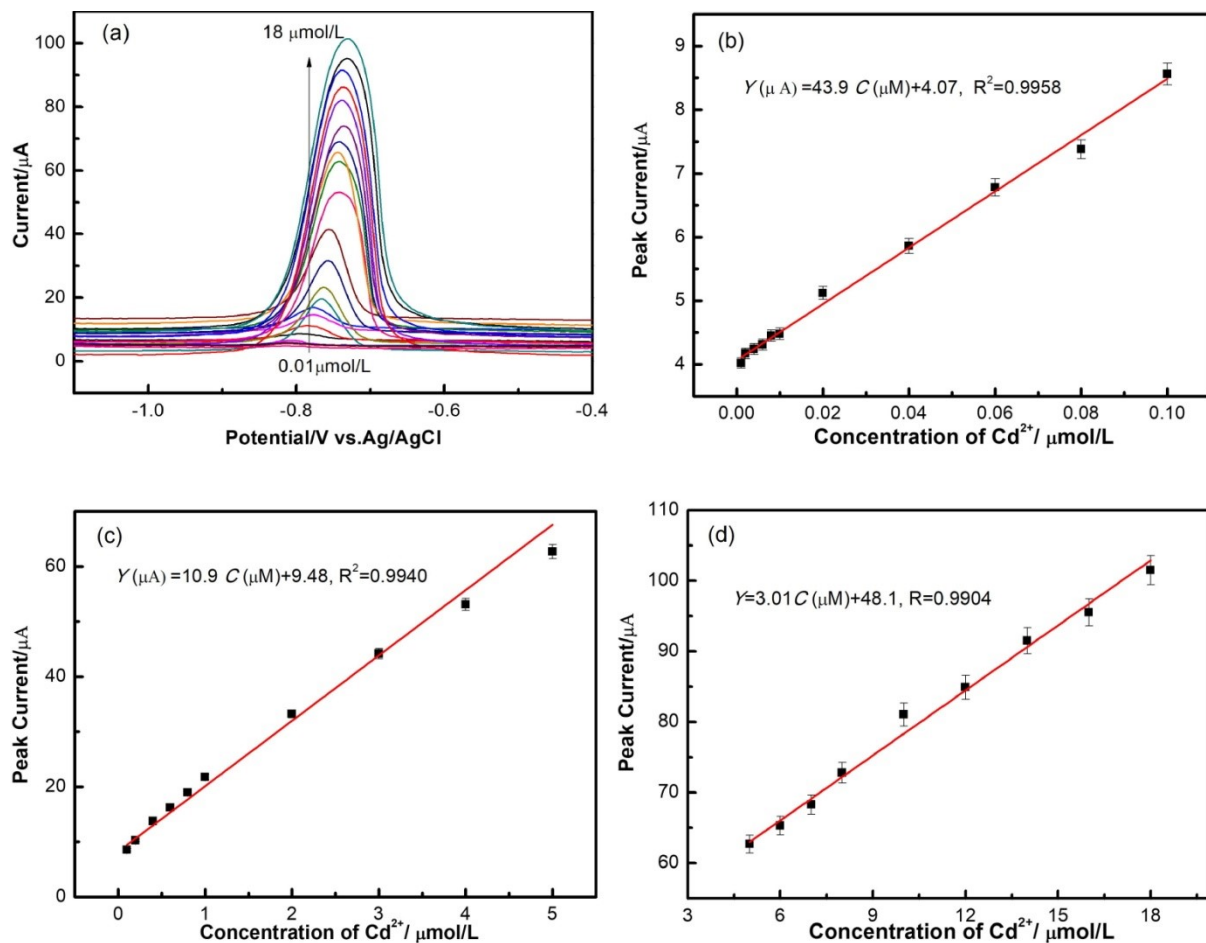 (a)
18 μmol/L
0.01μmol/L
100
80
60
40
20
0
Current/μA
-1.0
-0.8
-0.6
-0.4
Potential/V vs.Ag/AgCl
(b)
Y (μ A) =43.9 C (μM)+4.07, R²=0.9958
9
8
7
6
5
4
Peak Current/μA
0.00
0.02
0.04
0.06
0.08
0.10
Concentration of Cd²⁺/ μmol/L
(c)
Y (μA) =10.9 C (μM)+9.48, R²=0.9940
60
40
20
0
Peak Current/μA
0
1
2
3
4
5
Concentration of Cd²⁺/ μmol/L
(d)
Y=3.01C (μM)+48.1, R=0.9904
110
100
90
80
70
60
Peak Current/μA
3
6
9
12
15
18
Concentration of Cd²⁺/ μmol/L